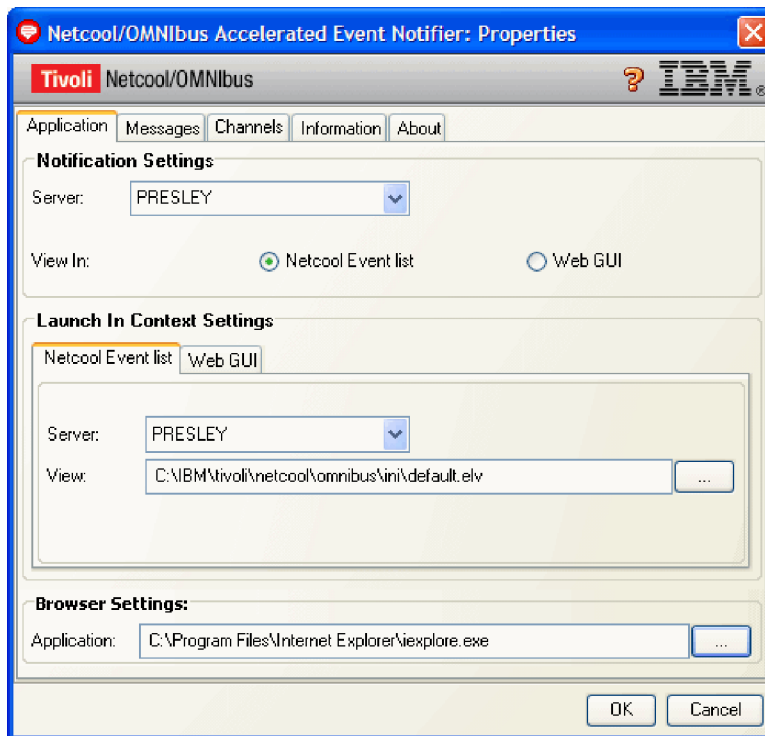 Netcool/OMNIbus Accelerated Event Notifier: Properties
Tivoli Netcool/OMNIbus ? IBM®
Application Messages Channels Information About
Notification Settings
Server: PRESLEY
View In: Netcool Event list Web GUI
Launch In Context Settings
Netcool Event list Web GUI
Server: PRESLEY
View: C:\IBM\tivoli\netcool\omnibus\ini\default.elv ...
Browser Settings:
Application: C:\Program Files\Internet Explorer\iexplore.exe ...
OK Cancel